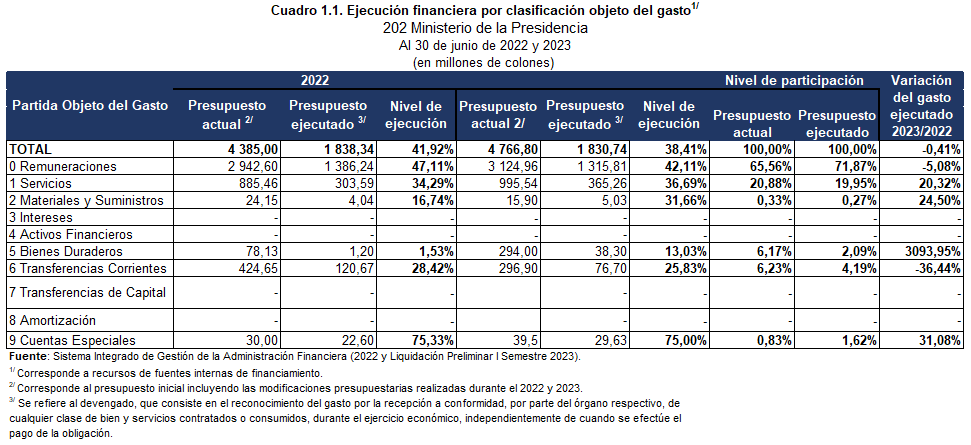 Cuadro 1.1. Ejecución financiera por clasificación objeto del gasto1/
202 Ministerio de la Presidencia
Al 30 de junio de 2022 y 2023
(en millones de colones)
Partida Objeto del Gasto 2022 Nivel de participación Variación del gasto ejecutado 2023/2022
Presupuesto actual 2/ Presupuesto ejecutado 3/ Nivel de ejecución Presupuesto actual 2/ Presupuesto ejecutado 3/ Nivel de ejecución Presupuesto actual Presupuesto ejecutado
TOTAL 4 385,00 1 838,34 41,92% 4 766,80 1 830,74 38,41% 100,00% 100,00% -0,41%
0 Remuneraciones 2 942,60 1 386,24 47,11% 3 124,96 1 315,81 42,11% 65,56% 71,87% -5,08%
1 Servicios 885,46 303,59 34,29% 995,54 365,26 36,69% 20,88% 19,95% 20,32%
2 Materiales y Suministros 24,15 4,04 16,74% 15,90 5,03 31,66% 0,33% 0,27% 24,50%
3 Intereses - - - - - - - - -
4 Activos Financieros - - - - - - - - -
5 Bienes Duraderos 78,13 1,20 1,53% 294,00 38,30 13,03% 6,17% 2,09% 3093,95%
6 Transferencias Corrientes 424,65 120,67 28,42% 296,90 76,70 25,83% 6,23% 4,19% -36,44%
7 Transferencias de Capital - - - - - - - - -
8 Amortización - - - - - - - - -
9 Cuentas Especiales 30,00 22,60 75,33% 39,5 29,63 75,00% 0,83% 1,62% 31,08%
Fuente: Sistema Integrado de Gestión de la Administración Financiera (2022 y Liquidación Preliminar I Semestre 2023).
1/ Corresponde a recursos de fuentes internas de financiamiento.
2/ Corresponde al presupuesto inicial incluyendo las modificaciones presupuestarias realizadas durante el 2022 y 2023.
3/ Se refiere al devengado, que consiste en el reconocimiento del gasto por la recepción a conformidad, por parte del órgano respectivo, de
cualquier clase de bien y servicios contratados o consumidos, durante el ejercicio económico, independientemente de cuando se efectúe el
pago de la obligación.